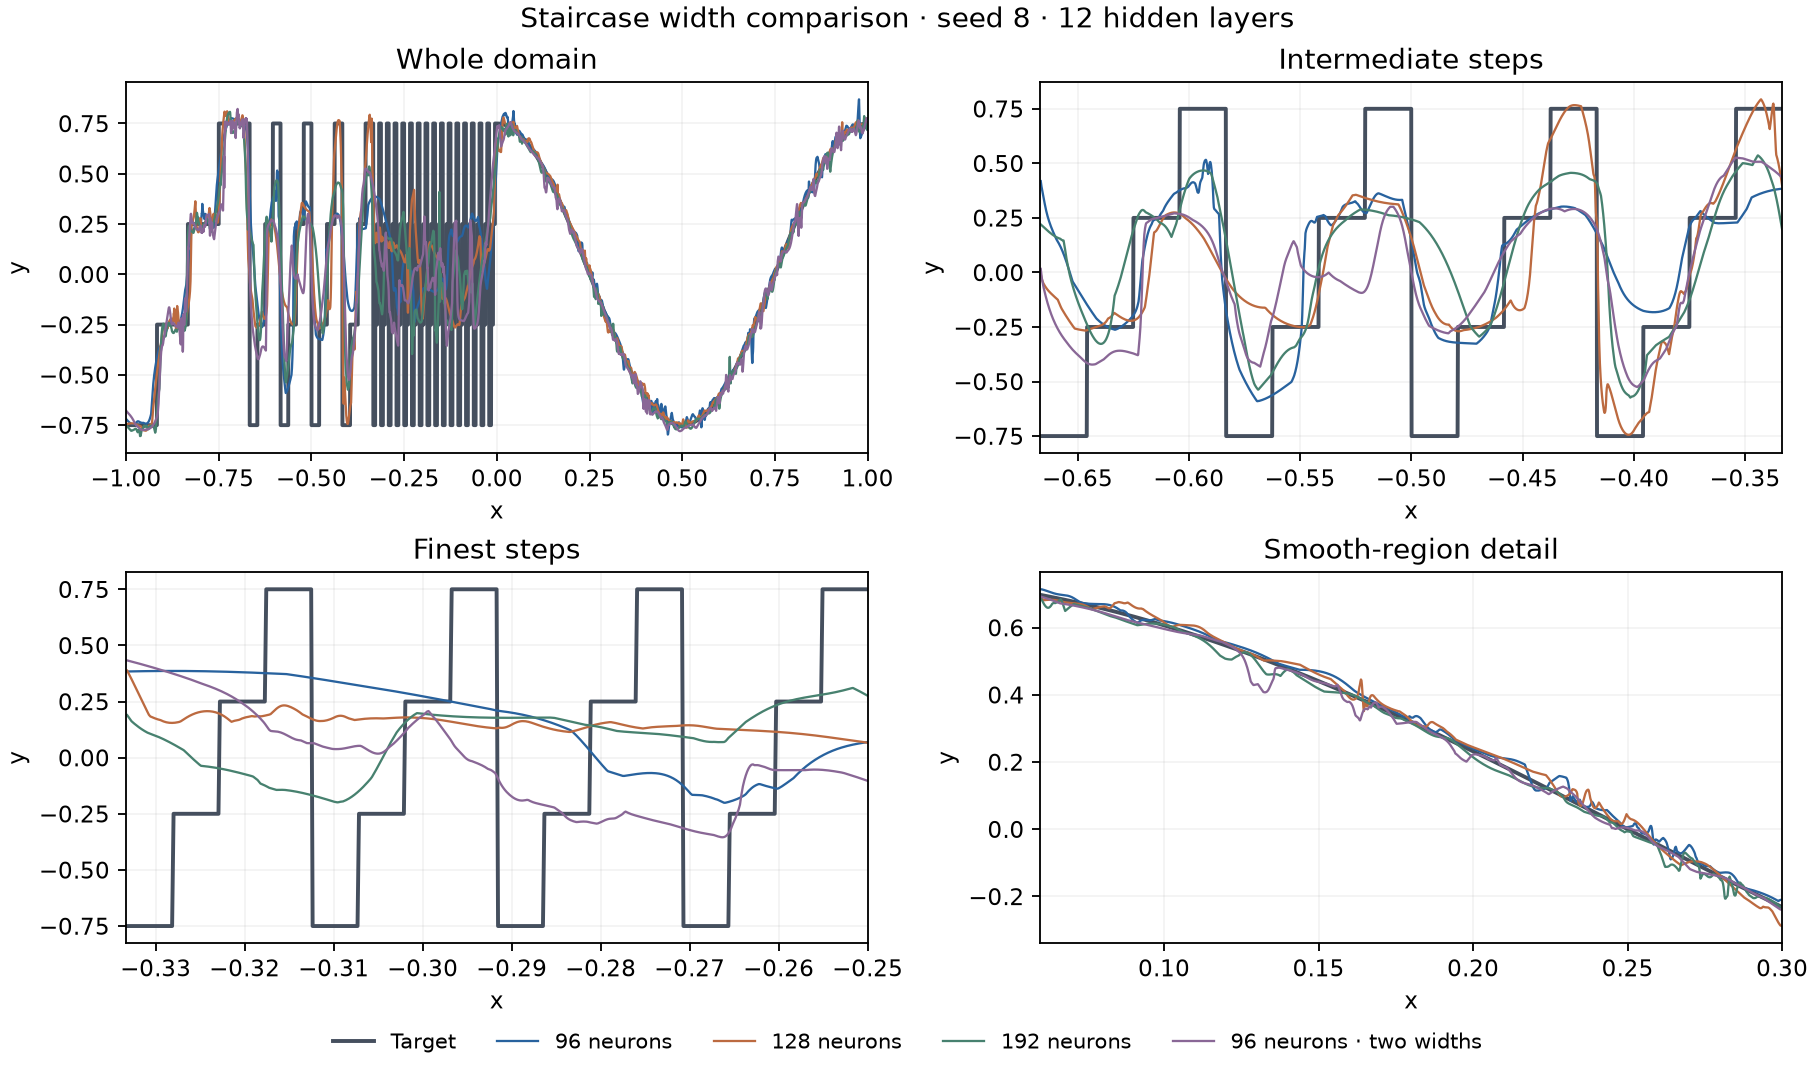 Staircase width comparison · seed 8 · 12 hidden layers
Whole domain
0.75
0.50
0.25
0.00
−0.25
−0.50
−0.75
y
−1.00 −0.75 −0.50 −0.25 0.00 0.25 0.50 0.75 1.00
x
Intermediate steps
0.75
0.50
0.25
0.00
−0.25
−0.50
−0.75
y
−0.65 −0.60 −0.55 −0.50 −0.45 −0.40 −0.35
x
Finest steps
0.75
0.50
0.25
0.00
−0.25
−0.50
−0.75
y
−0.33 −0.32 −0.31 −0.30 −0.29 −0.28 −0.27 −0.26 −0.25
x
Smooth-region detail
0.6
0.4
0.2
0.0
−0.2
y
0.10 0.15 0.20 0.25 0.30
x
Target 96 neurons 128 neurons 192 neurons 96 neurons · two widths